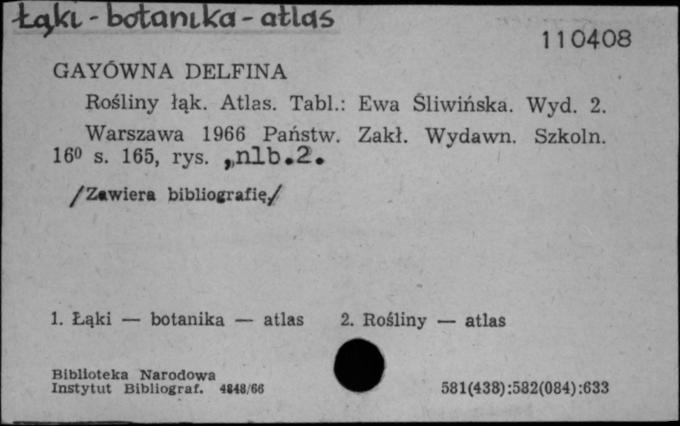 Łąki - botanika - atlas
110408
GAYÓWNA DELFINA
Rośliny łąk. Atlas. Tabl.: Ewa Śliwińska. Wyd. 2.
Warszawa 1966 Państw. Zakł. Wydawn. Szkoln.
16⁰ s. 165, rys. „nlb.2.
/Zawiera bibliografię/
1. Łąki — botanika — atlas 2. Rośliny — atlas
Biblioteka Narodowa
Instytut Bibliograf. 4848/66 581(438):582(084):633